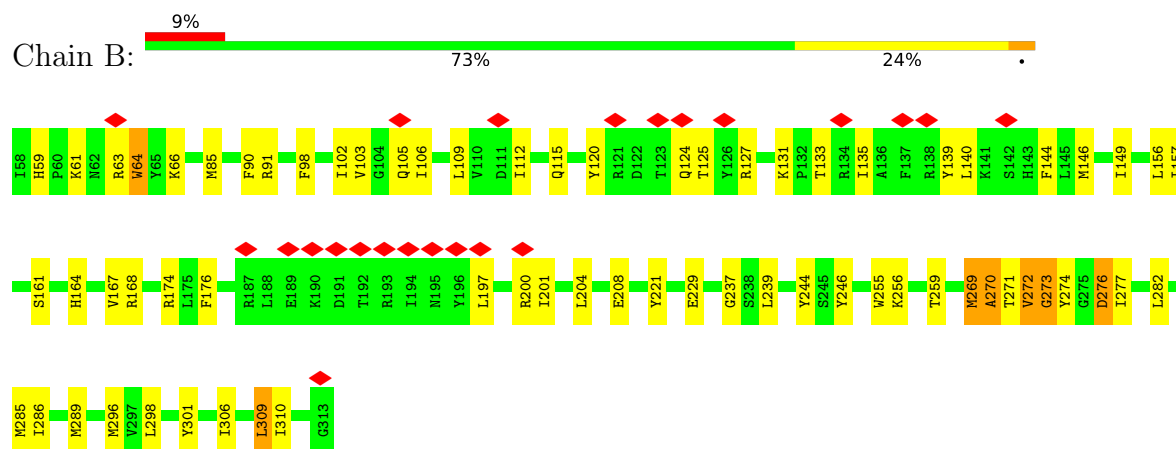 9%
Chain B:
73% 24% •
I58 H59 P60 K61 N62 R63 W64 Y65 K66 M85 F90 R91 F98 I102 V103 G104 Q105 I106 L109 V110 D111 I112 Q115 Y120 R121 D122 T123 Q124 T125 Y126 R127 K131 P132 T133 R134 I135 A136 F137 R138 Y139 L140 K141 S142 H143 F144 L145 M146 I149 L156
S161 H164 V167 R168 R174 L175 F176 R187 L188 E189 K190 D191 T192 R193 I194 N195 Y196 L197 R200 I201 L204 E208 Y221 E229 G237 S238 L239 Y244 S245 Y246 W255 K256 T259 M269 A270 T271 V272 G273 Y274 G275 D276 I277 L282
M285 I286 M289 M296 V297 L298 Y301 I306 L309 I310 G313